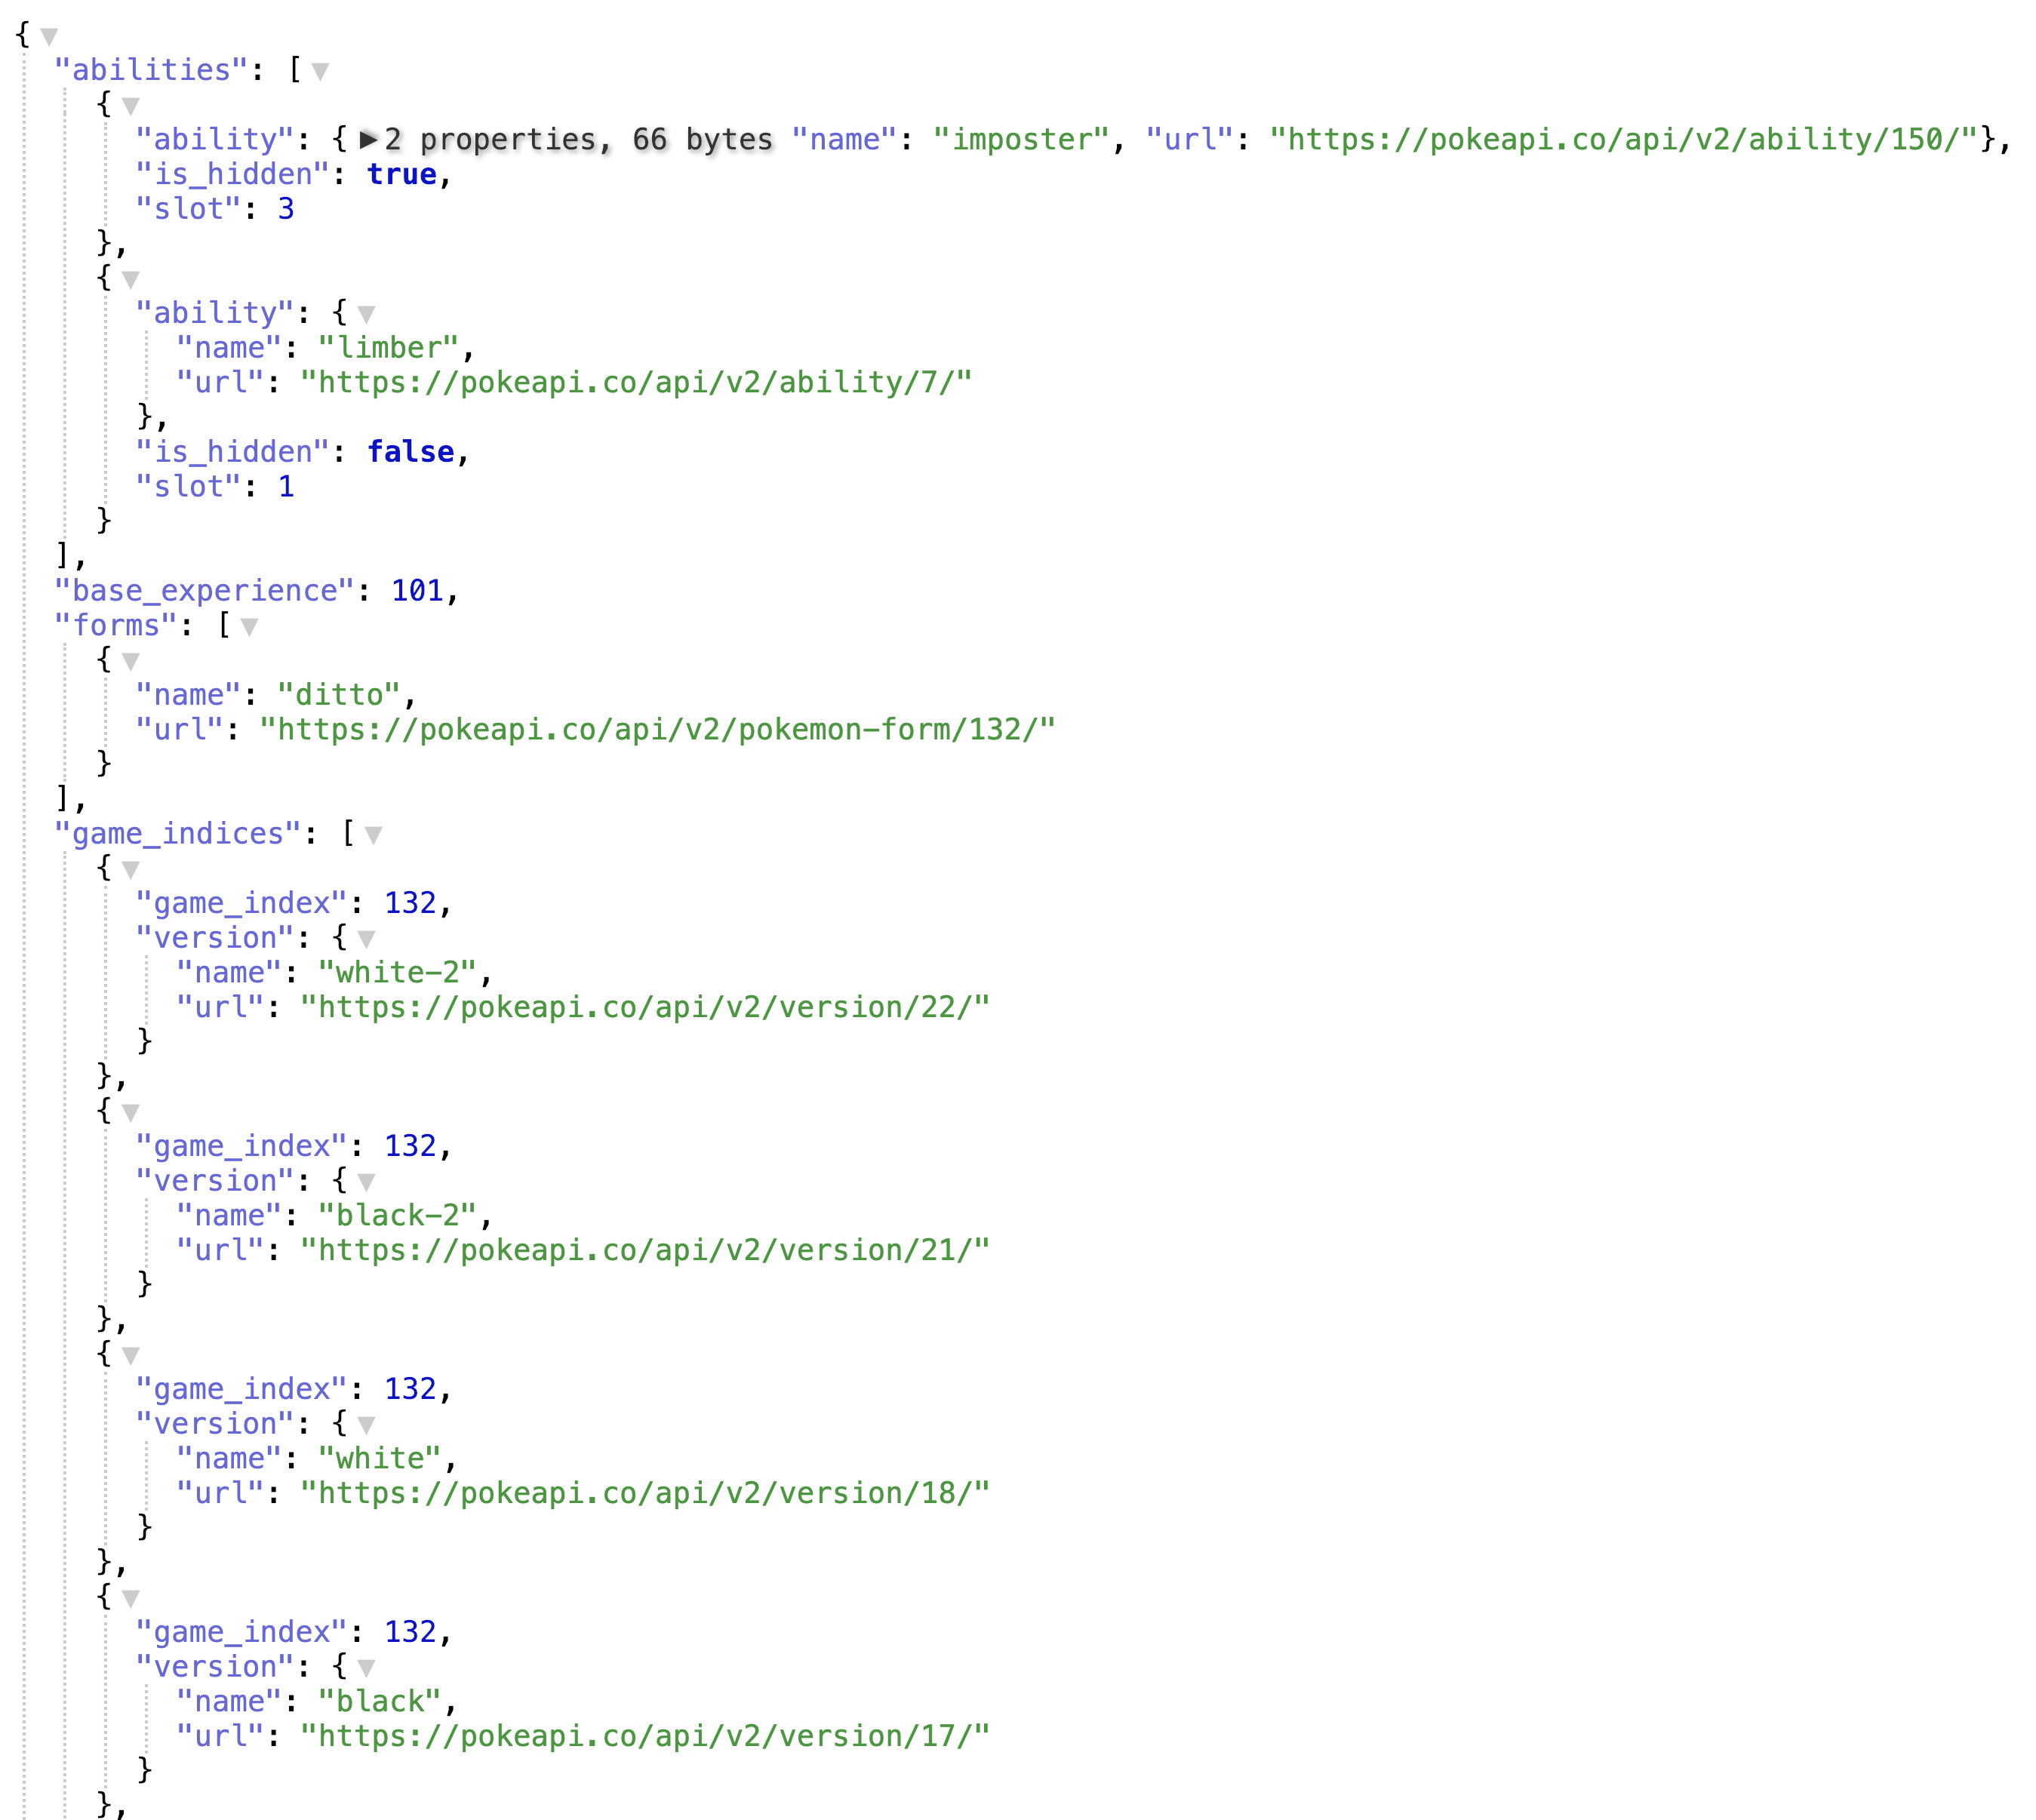 { ▼
"abilities": [ ▼
{ ▼
"ability": { ►2 properties, 66 bytes "name": "imposter", "url": "https://pokeapi.co/api/v2/ability/150/"},
"is_hidden": true,
"slot": 3
},
{ ▼
"ability": { ▼
"name": "limber",
"url": "https://pokeapi.co/api/v2/ability/7/"
},
"is_hidden": false,
"slot": 1
}
],
"base_experience": 101,
"forms": [ ▼
{ ▼
"name": "ditto",
"url": "https://pokeapi.co/api/v2/pokemon-form/132/"
}
],
"game_indices": [ ▼
{ ▼
"game_index": 132,
"version": { ▼
"name": "white-2",
"url": "https://pokeapi.co/api/v2/version/22/"
}
},
{ ▼
"game_index": 132,
"version": { ▼
"name": "black-2",
"url": "https://pokeapi.co/api/v2/version/21/"
}
},
{ ▼
"game_index": 132,
"version": { ▼
"name": "white",
"url": "https://pokeapi.co/api/v2/version/18/"
}
},
{ ▼
"game_index": 132,
"version": { ▼
"name": "black",
"url": "https://pokeapi.co/api/v2/version/17/"
}
},